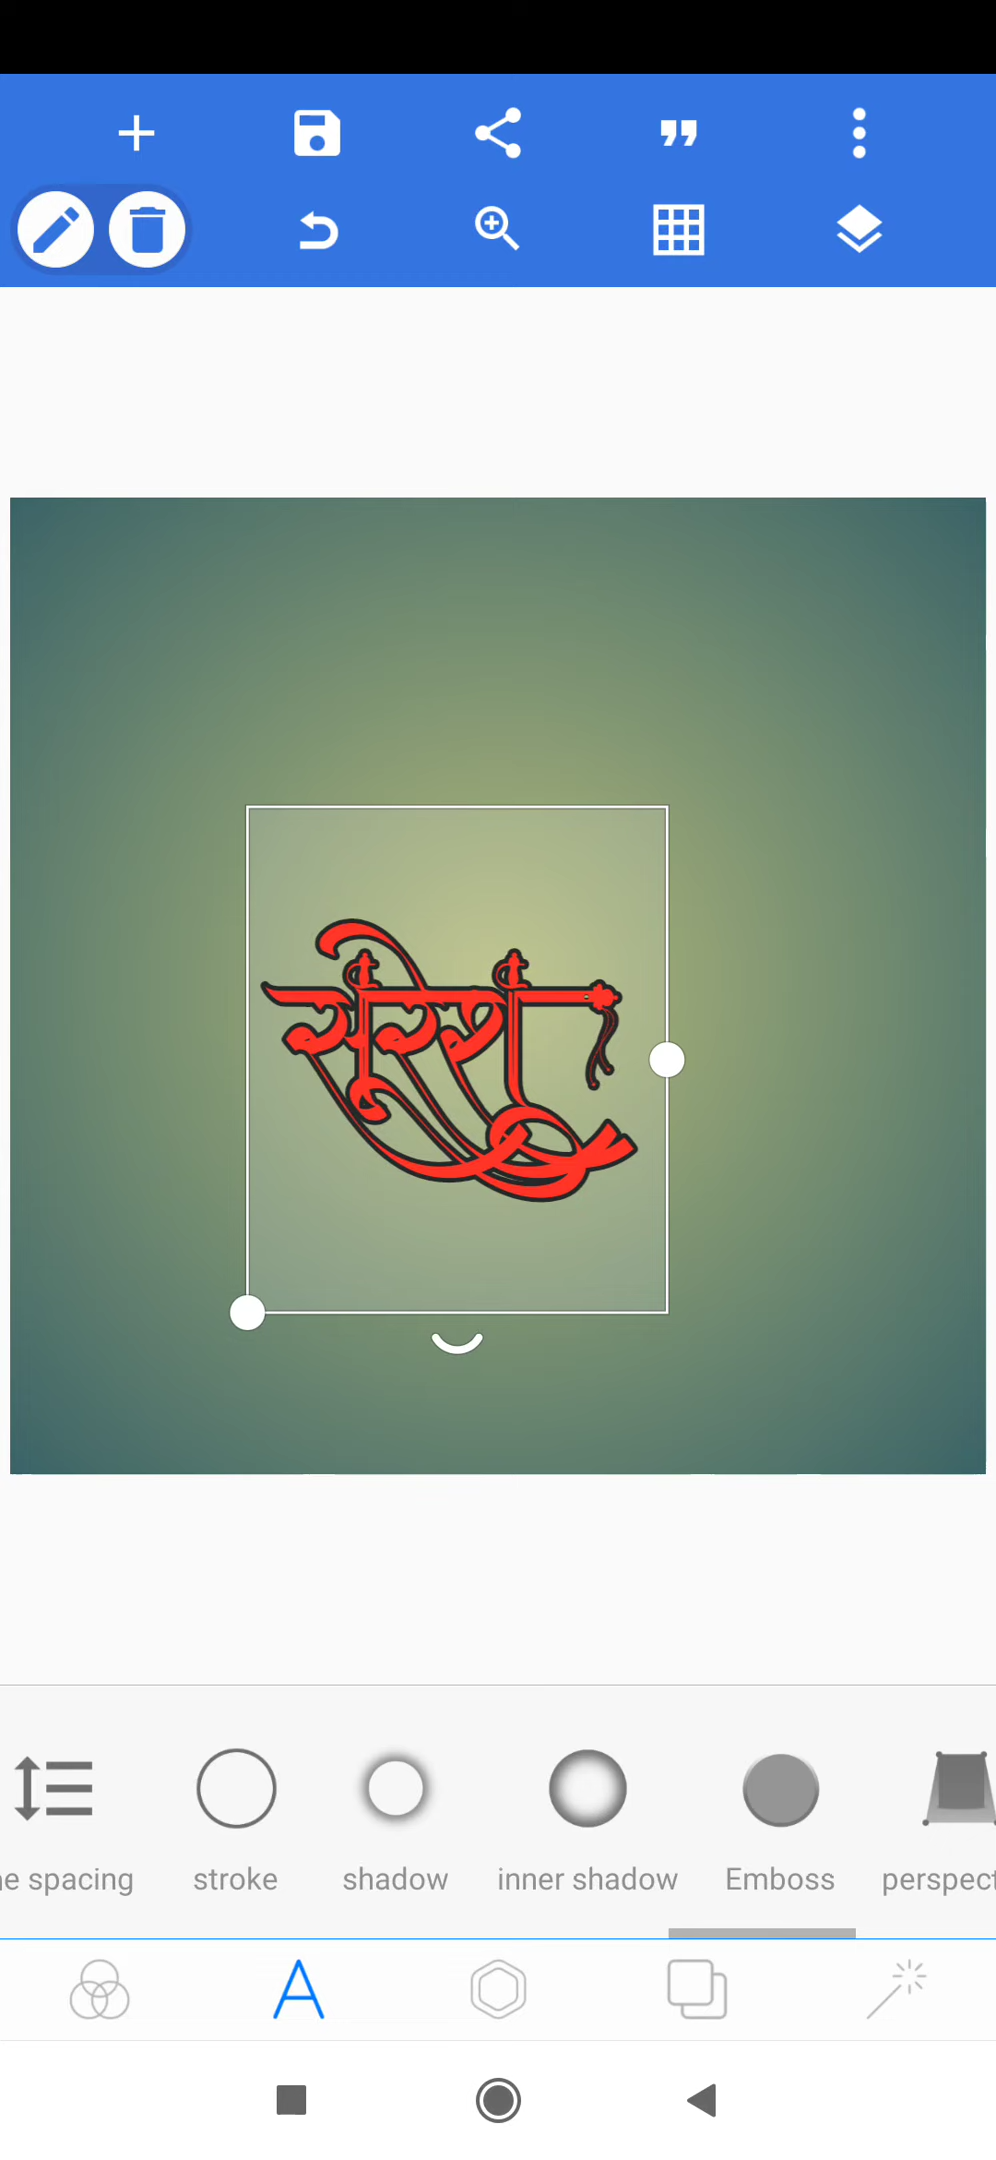 सूरेश
e spacing
stroke
shadow
inner shadow
Emboss
perspect